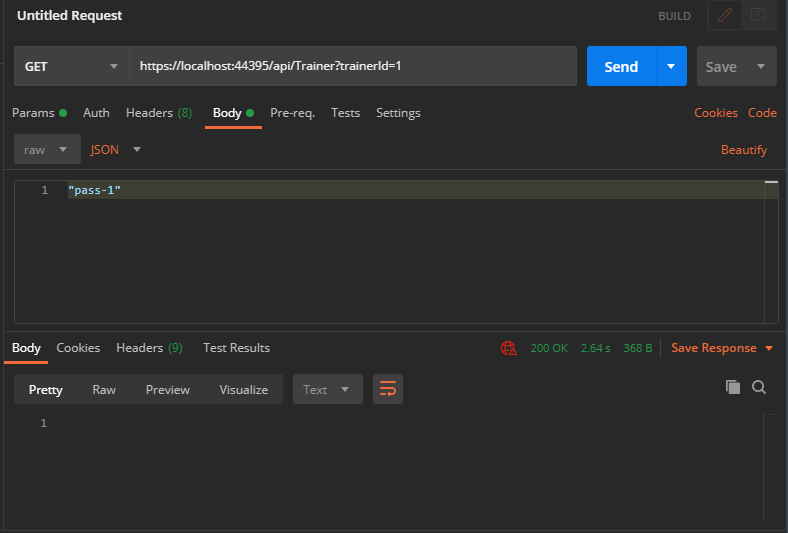 Untitled Request BUILD
GET https://localhost:44395/api/Trainer?trainerId=1 Send Save
Params Auth Headers (8) Body Pre-req. Tests Settings Cookies Code
raw JSON Beautify
1 "pass-1"
Body Cookies Headers (9) Test Results 200 OK 2.64 s 368 B Save Response
Pretty Raw Preview Visualize Text
1